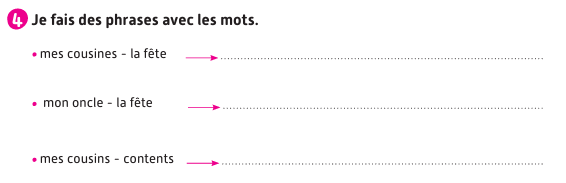 4 Je fais des phrases avec les mots.
• mes cousines - la fête
• mon oncle - la fête
• mes cousins - contents